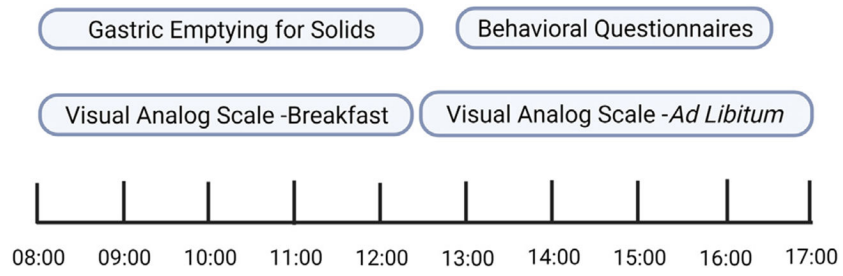 Gastric Emptying for Solids Behavioral Questionnaires
Visual Analog Scale -Breakfast Visual Analog Scale -Ad Libitum
08:00 09:00 10:00 11:00 12:00 13:00 14:00 15:00 16:00 17:00